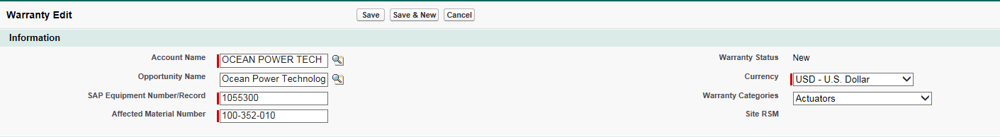 Warranty Edit
Save Save & New Cancel
Information
Account Name OCEAN POWER TECH Warranty Status New
Opportunity Name Ocean Power Technolog Currency USD - U.S. Dollar
SAP Equipment Number/Record 1055300 Warranty Categories Actuators
Affected Material Number 100-352-010 Site RSM